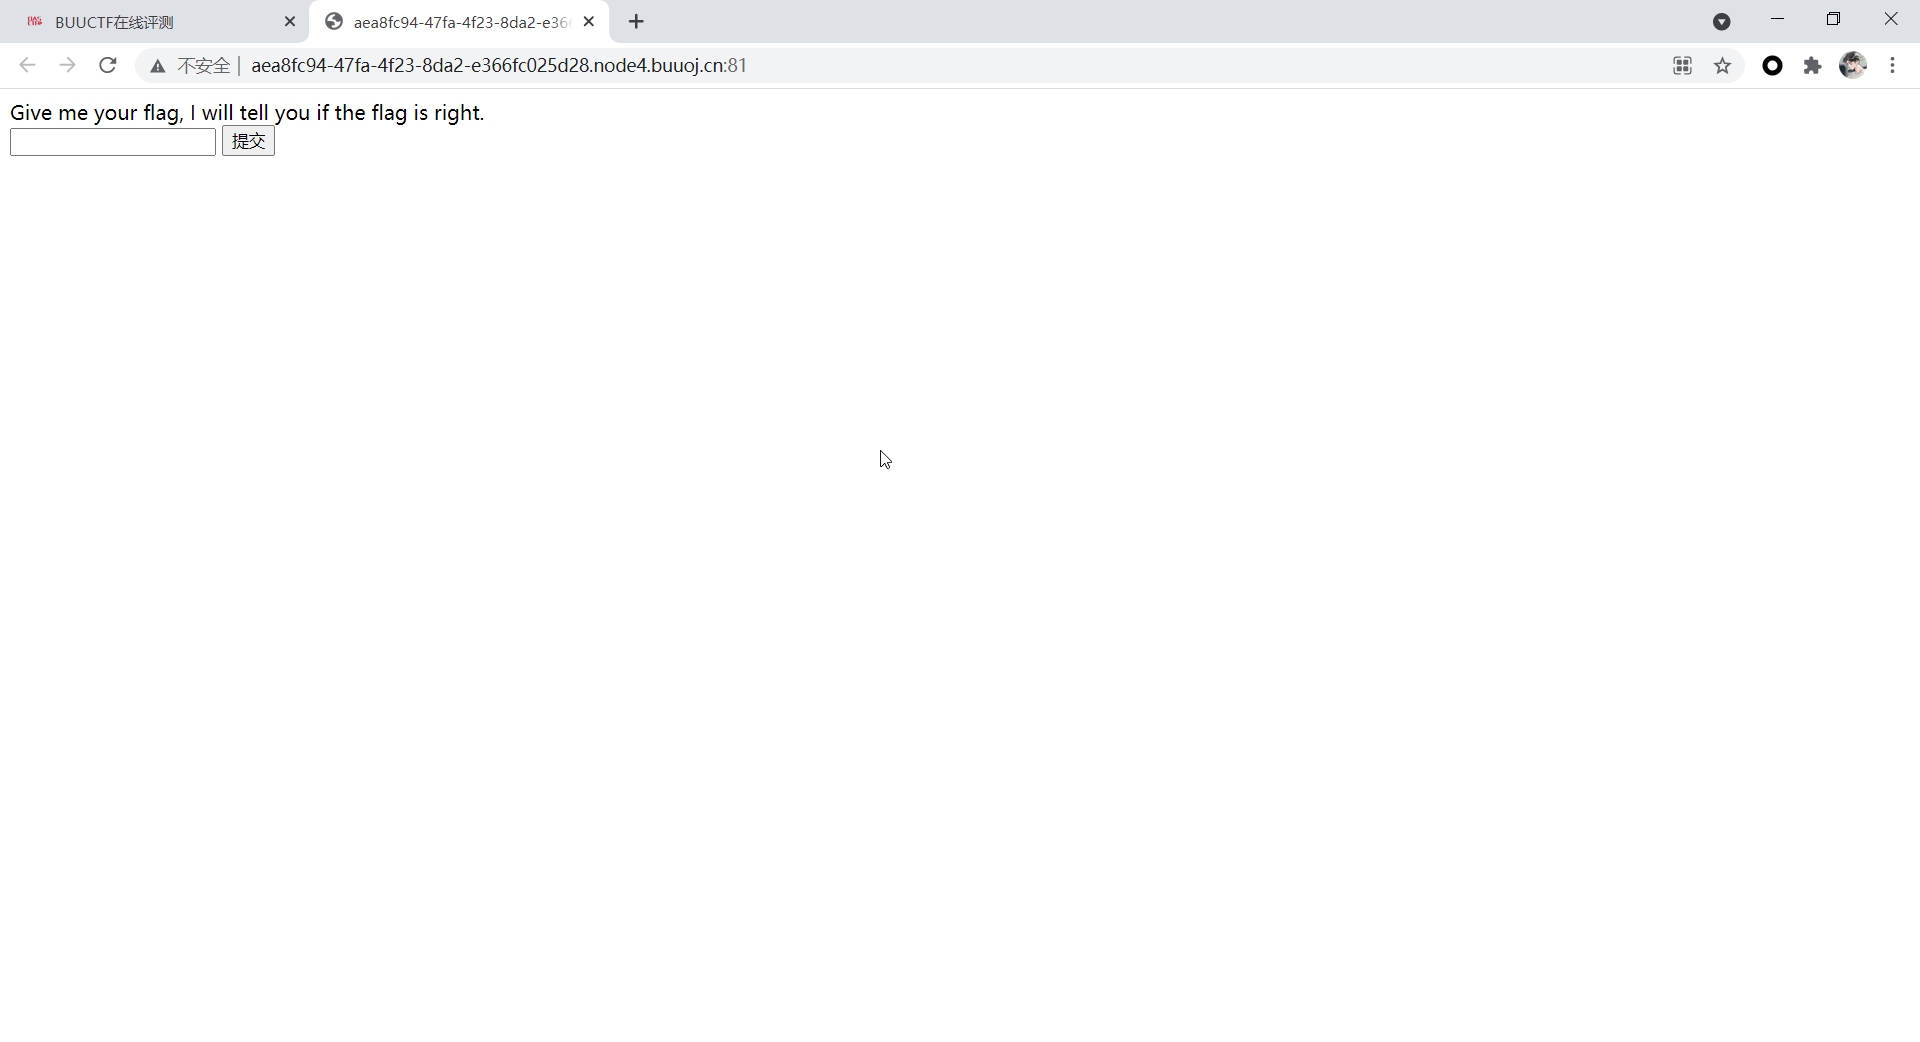 BUUCTF在线评测
aea8fc94-47fa-4f23-8da2-e36
不安全 | aea8fc94-47fa-4f23-8da2-e366fc025d28.node4.buuoj.cn:81
Give me your flag, I will tell you if the flag is right.
提交